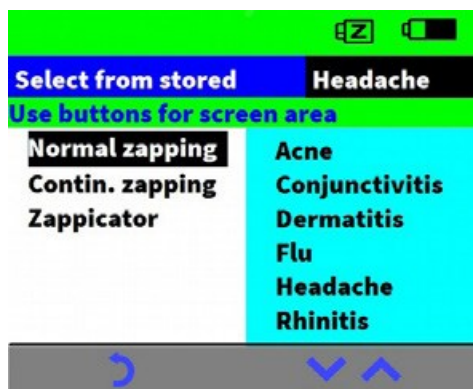 Z
Select from stored
Headache
Use buttons for screen area
Normal zapping
Contin. zapping
Zappicator
Acne
Conjunctivitis
Dermatitis
Flu
Headache
Rhinitis